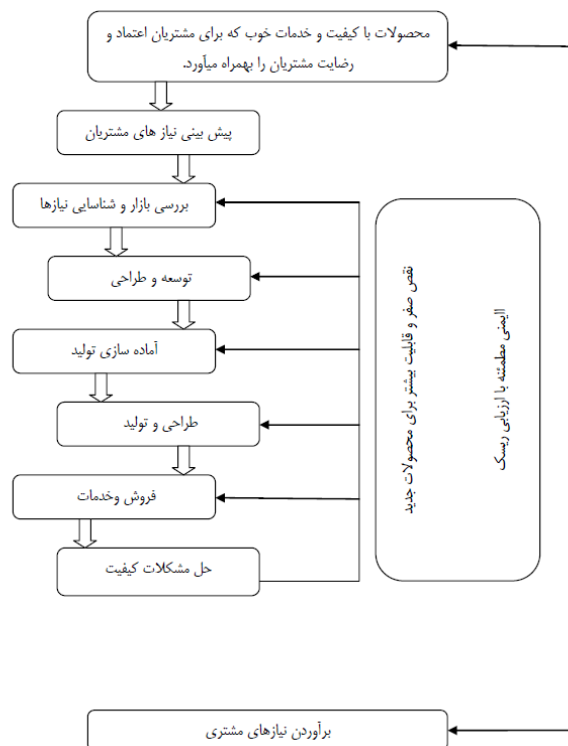 محصولات با کیفیت و خدمات خوب که برای مشتریان اعتماد و
رضایت مشتریان را بهمراه میآورد.
پیش بینی نیاز های مشتریان
بررسی بازار و شناسایی نیازها
توسعه و طراحی
آماده سازی تولید
طراحی و تولید
فروش وخدمات
حل مشکلات کیفیت
نقص صفر و قابلیت بیشتر برای محصولات جدید
اایمنی مطمئنه با ارزیابی ریسک
برآوردن نیازهای مشتری